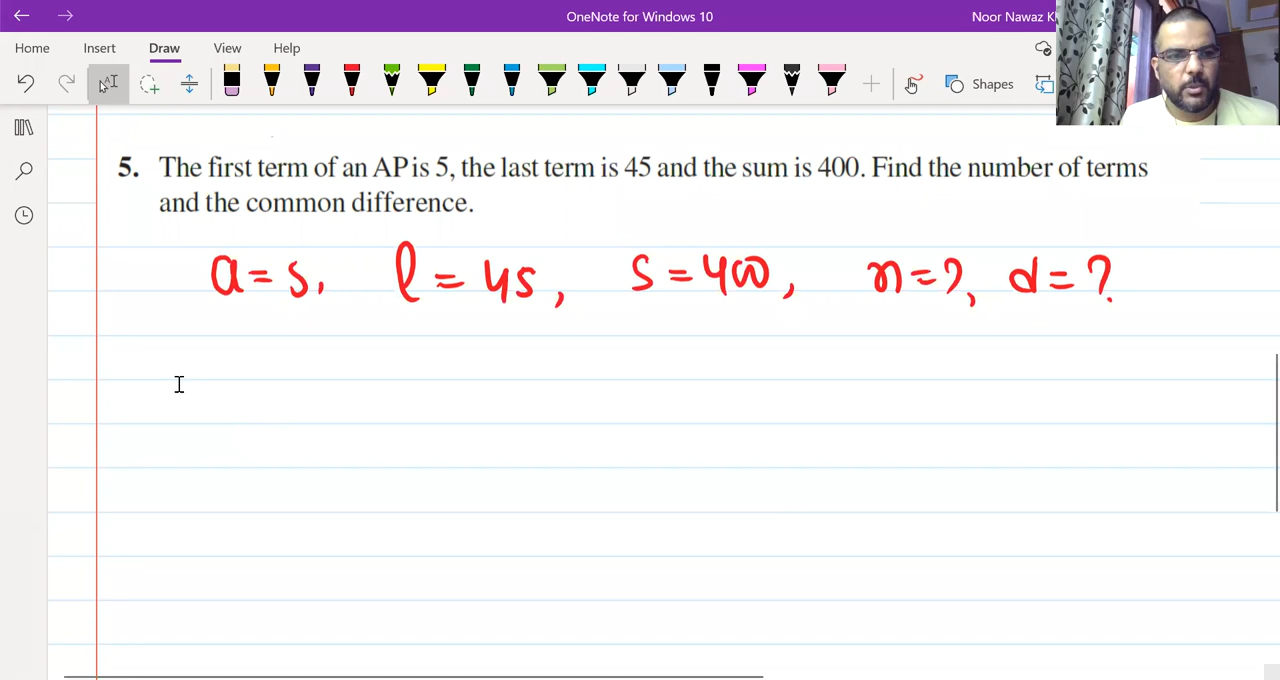 OneNote for Windows 10
Noor Nawaz K
Home Insert Draw View Help
Shapes
5. The first term of an AP is 5, the last term is 45 and the sum is 400. Find the number of terms
and the common difference.
a = 5, l = 45, S = 400, n = ?, d = ?